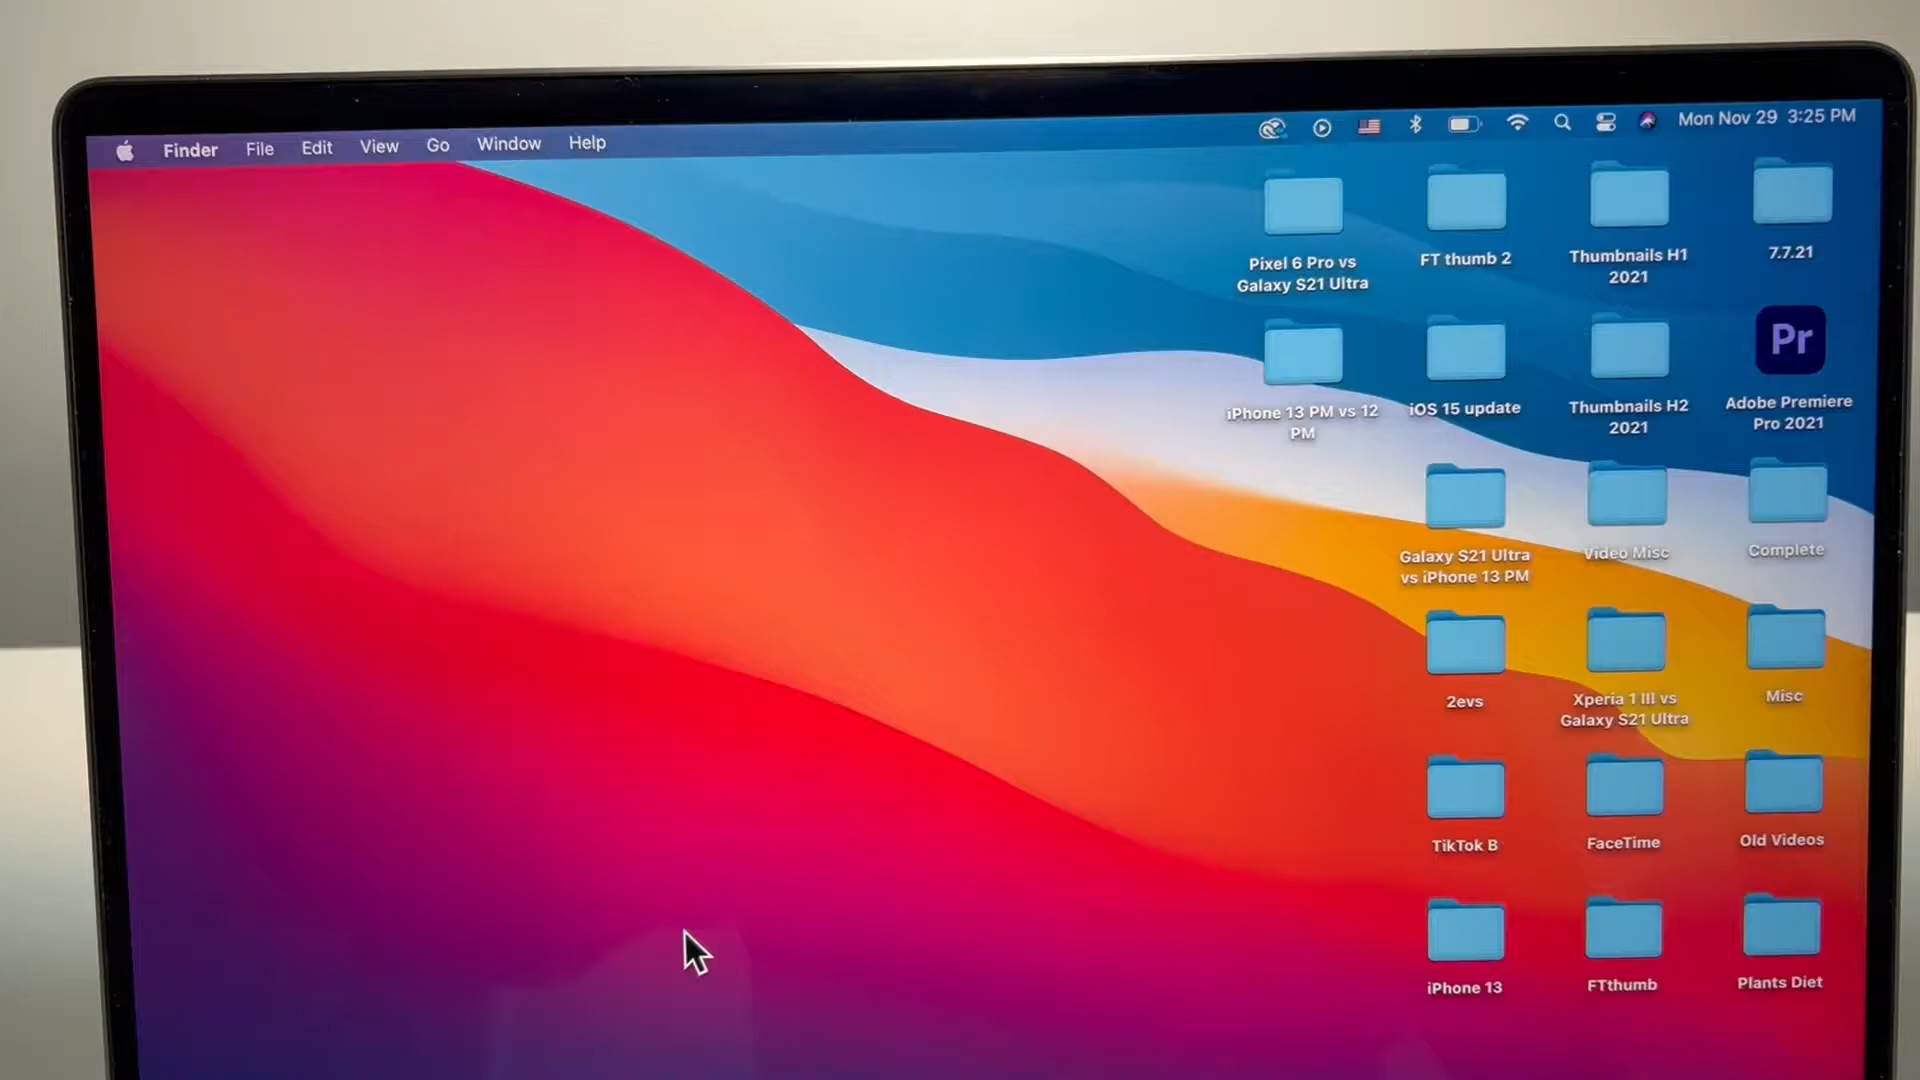 Finder File Edit View Go Window Help
Mon Nov 29 3:25 PM
Pixel 6 Pro vs
Galaxy S21 Ultra
FT thumb 2
Thumbnails H1
2021
7.7.21
iPhone 13 PM vs 12
PM
iOS 15 update
Thumbnails H2
2021
Pr
Adobe Premiere
Pro 2021
Galaxy S21 Ultra
vs iPhone 13 PM
Video Misc
Complete
2evs
Xperia 1 III vs
Galaxy S21 Ultra
Misc
TikTok B
FaceTime
Old Videos
iPhone 13
FTthumb
Plants Diet